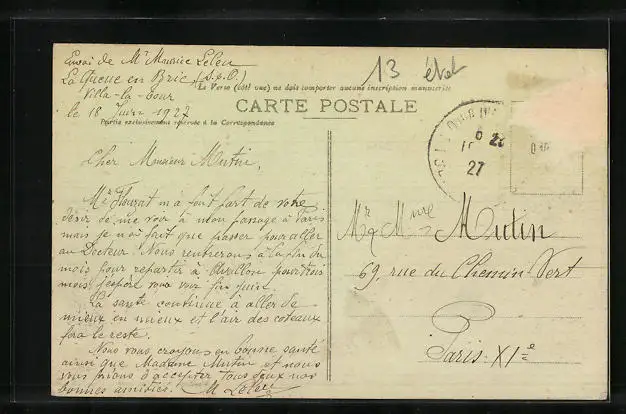 Envoi de Mr Maurice Leleu
La Queue en Brie (S.&O.)
Villa-la-Tour
le 18 Juin 1927
13
Le Verso (côté vue) ne doit comporter aucune inscription manuscrite
CARTE POSTALE
Partie exclusivement réservée à la Correspondance
27
Cher Monsieur Mutin,
Mr m'a fait part de votre
désir de me voir à mon passage à Paris
mais je n'ai fait que passer pour aller
au Docteur. Nous rentrerons à la fin du
mois pour repartir à pour trois
mois j'espère vous voir fin juin.
La santé continue à aller de
mieux en mieux et l'air des coteaux
fera le reste.
Nous vous croyons en bonne santé
ainsi que Madame Mutin et nous
vous prions d'accepter tous deux nos
bonnes amitiés. M Leleu
Mr & Mme Mutin
69, rue du Chemin-Vert
Paris XIe